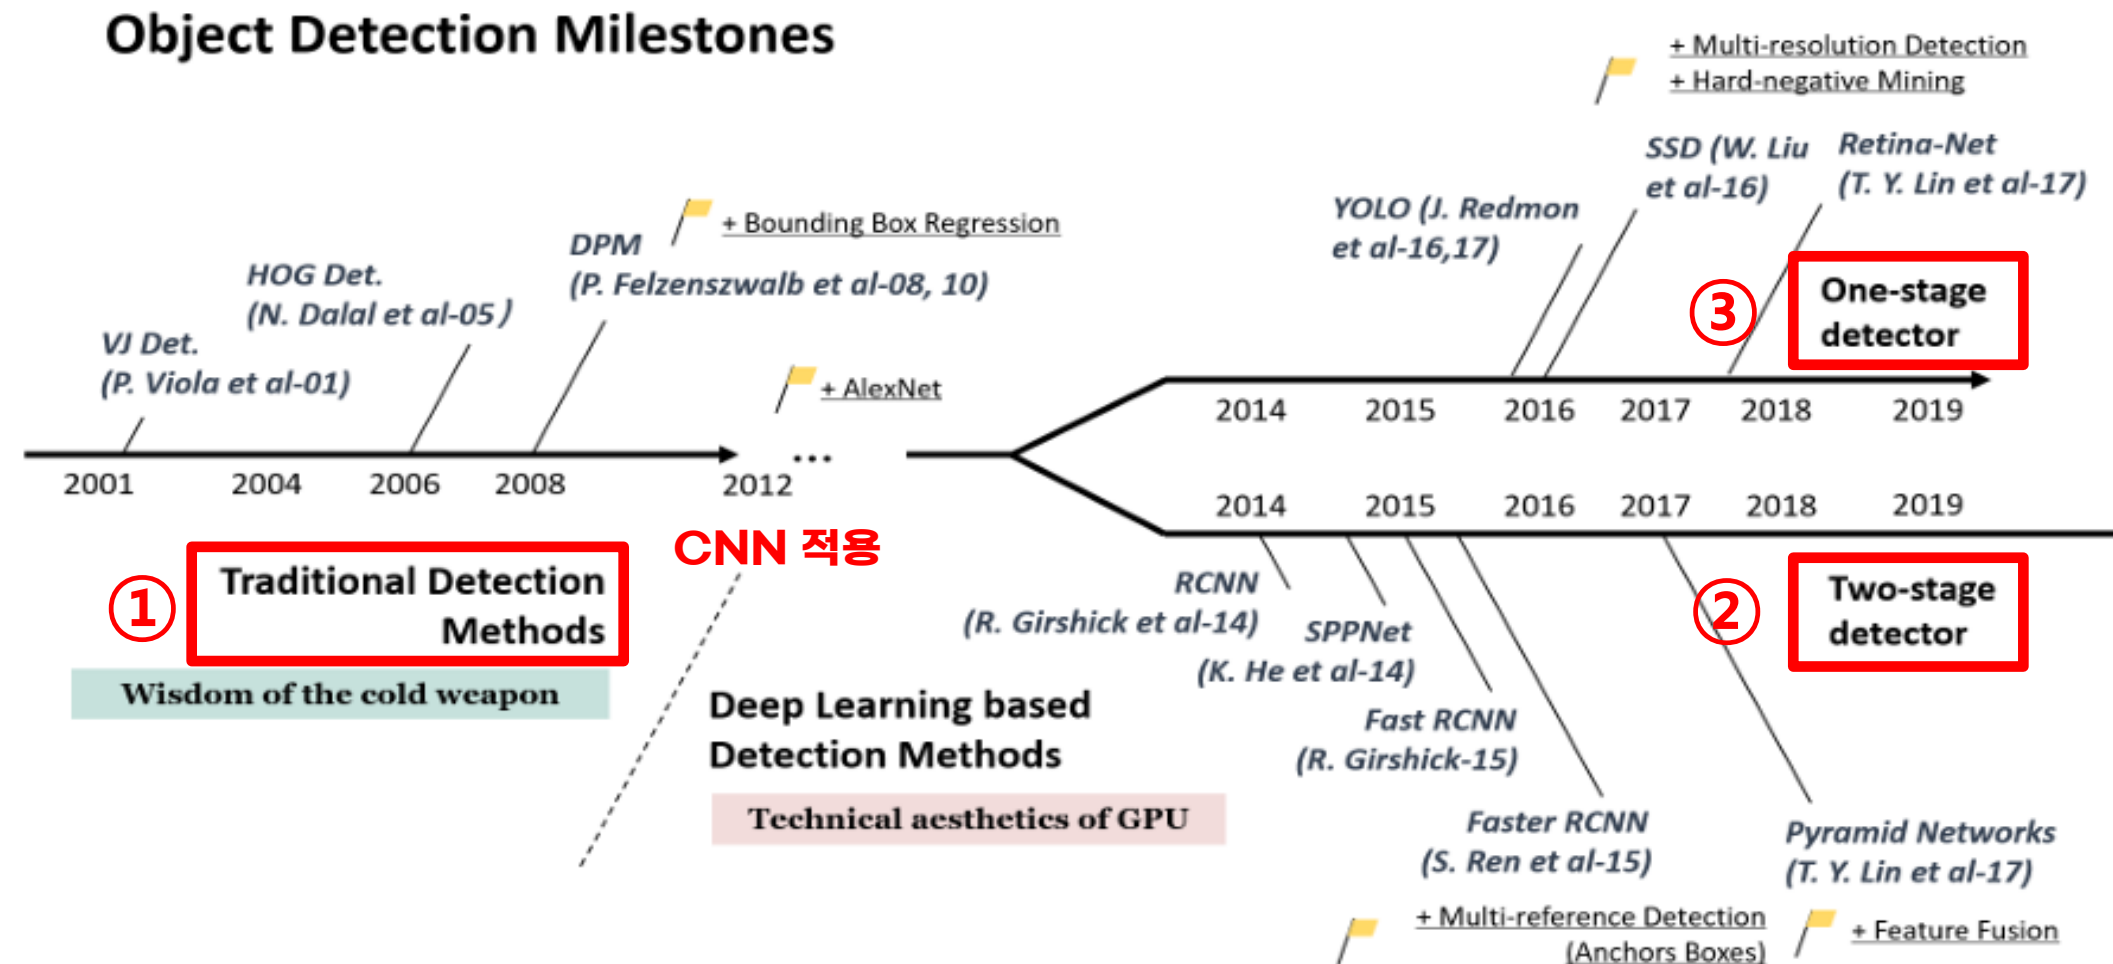 Object Detection Milestones
+ Multi-resolution Detection
+ Hard-negative Mining
SSD (W. Liu
et al-16)
Retina-Net
(T. Y. Lin et al-17)
YOLO (J. Redmon
et al-16,17)
+ Bounding Box Regression
DPM
(P. Felzenszwalb et al-08, 10)
HOG Det.
(N. Dalal et al-05)
VJ Det.
(P. Viola et al-01)
+ AlexNet
③
One-stage
detector
2014 2015 2016 2017 2018 2019
...
2001 2004 2006 2008 2012
2014 2015 2016 2017 2018 2019
CNN 적용
①
Traditional Detection
Methods
Wisdom of the cold weapon
Deep Learning based
Detection Methods
Technical aesthetics of GPU
RCNN
(R. Girshick et al-14)
SPPNet
(K. He et al-14)
Fast RCNN
(R. Girshick-15)
Faster RCNN
(S. Ren et al-15)
②
Two-stage
detector
Pyramid Networks
(T. Y. Lin et al-17)
+ Multi-reference Detection
(Anchors Boxes)
+ Feature Fusion